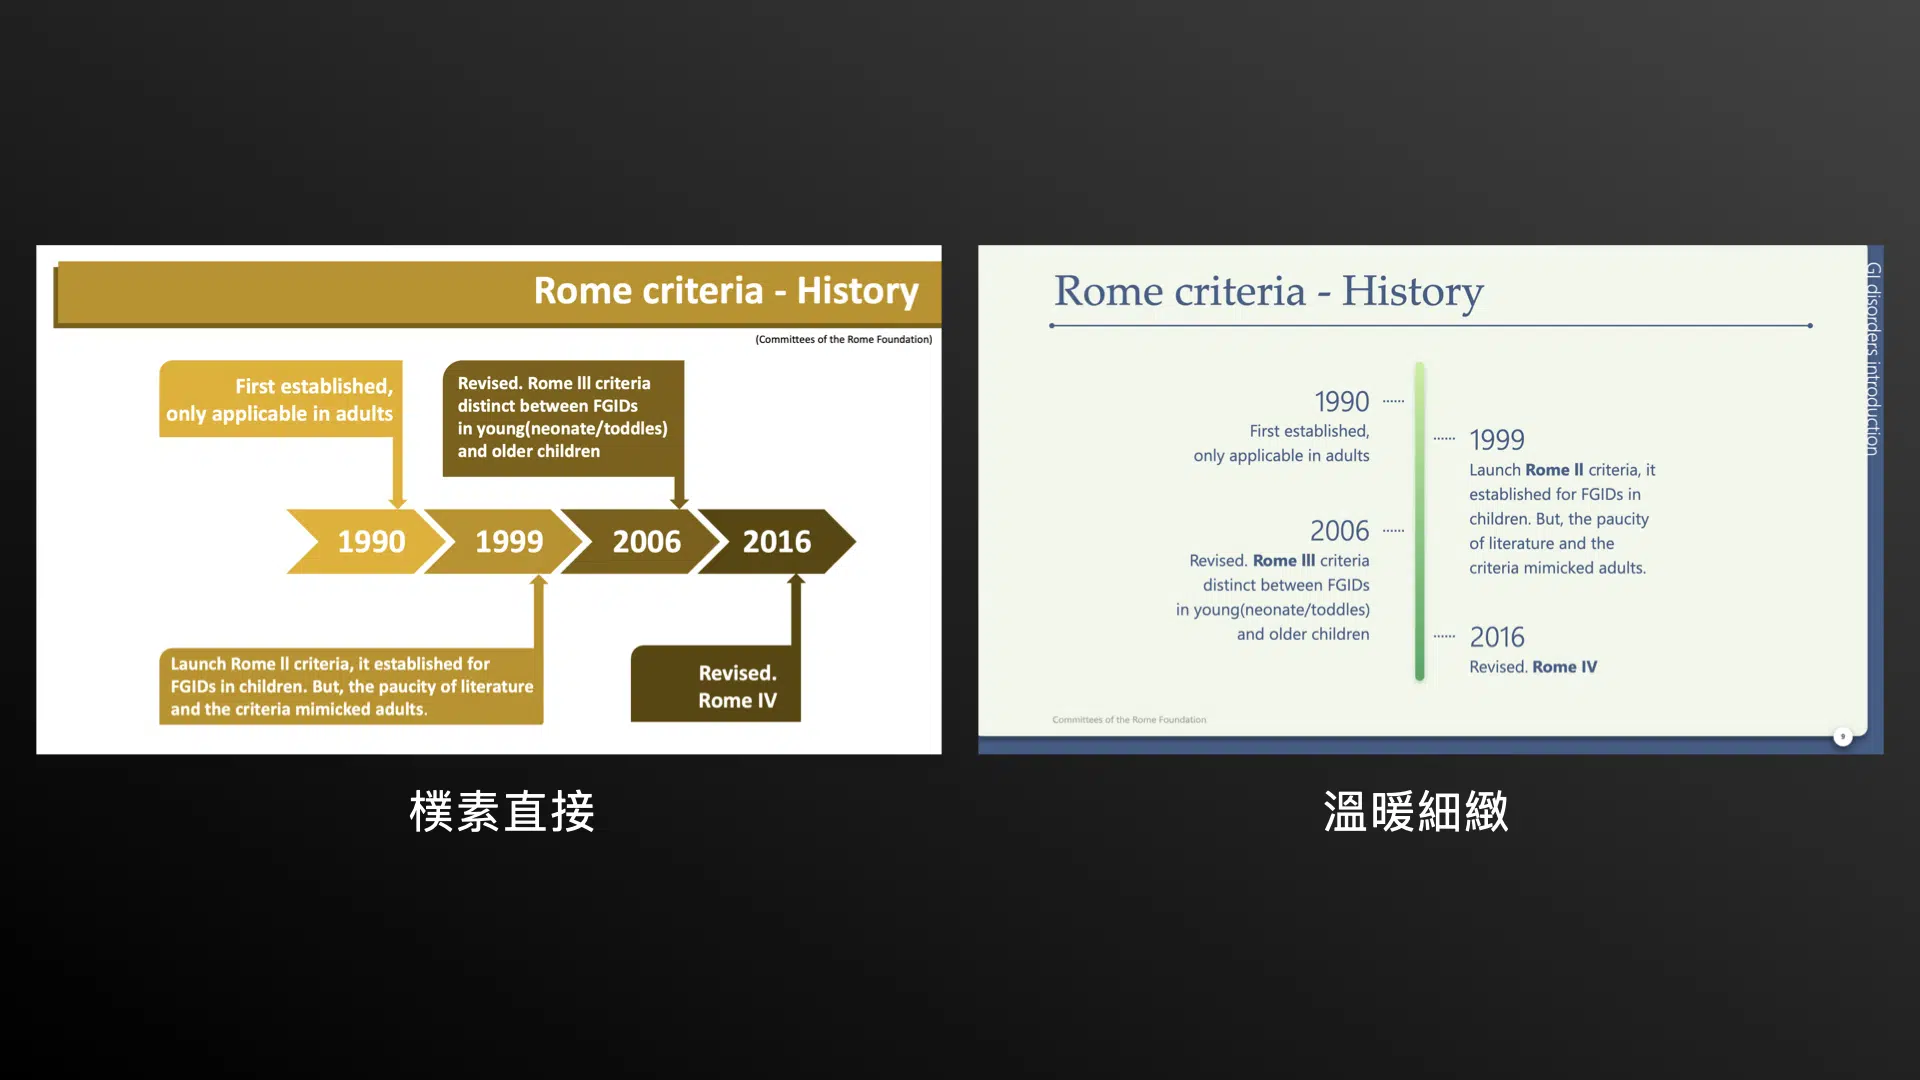 Rome criteria - History
(Committees of the Rome Foundation)
First established,
only applicable in adults
Revised. Rome lll criteria
distinct between FGIDs
in young(neonate/toddles)
and older children
1990
1999
2006
2016
Launch Rome ll criteria, it established for
FGIDs in children. But, the paucity of literature
and the criteria mimicked adults.
Revised.
Rome IV
樸素直接
Rome criteria - History
GI disorders introduction
1990
First established,
only applicable in adults
1999
Launch Rome ll criteria, it
established for FGIDs in
children. But, the paucity
of literature and the
criteria mimicked adults.
2006
Revised. Rome lll criteria
distinct between FGIDs
in young(neonate/toddles)
and older children
2016
Revised. Rome IV
Committees of the Rome Foundation
9
溫暖細緻